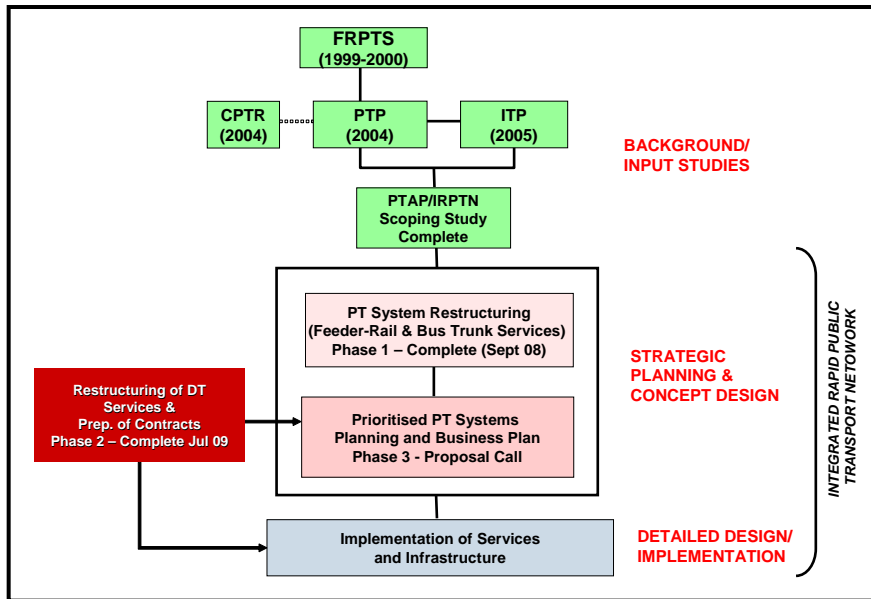 FRPTS
(1999-2000)
CPTR
(2004)
PTP
(2004)
ITP
(2005)
BACKGROUND/
INPUT STUDIES
PTAP/IRPTN
Scoping Study
Complete
PT System Restructuring
(Feeder-Rail & Bus Trunk Services)
Phase 1 – Complete (Sept 08)
STRATEGIC
PLANNING &
CONCEPT DESIGN
Restructuring of DT
Services &
Prep. of Contracts
Phase 2 – Complete Jul 09
Prioritised PT Systems
Planning and Business Plan
Phase 3 - Proposal Call
INTEGRATED RAPID PUBLIC
TRANSPORT NETOWORK
Implementation of Services
and Infrastructure
DETAILED DESIGN/
IMPLEMENTATION